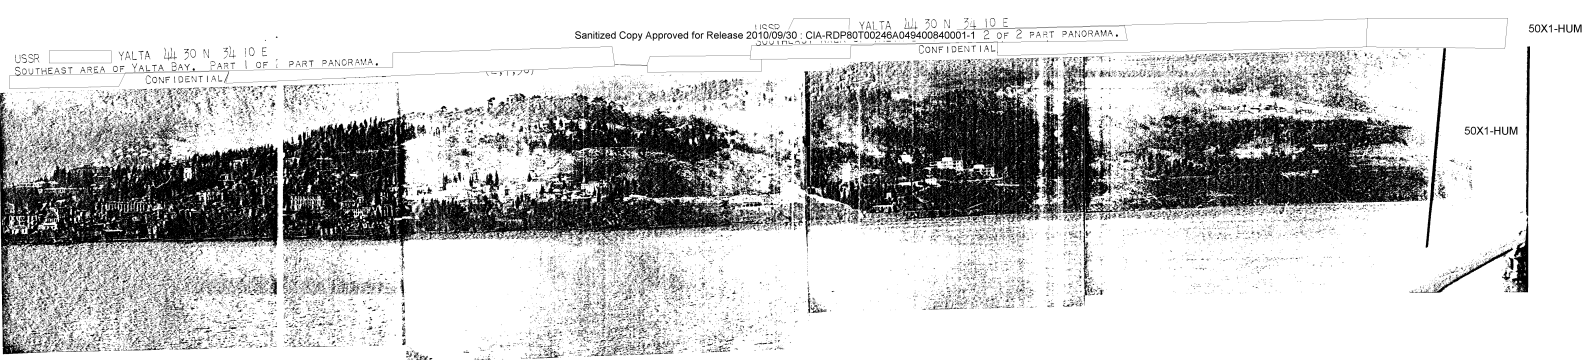 USSR YALTA 44 30 N 34 10 E
SOUTHEAST AREA OF YALTA BAY. PART 1 OF PART PANORAMA.
CONFIDENTIAL
USSR YALTA 44 30 N 34 10 E
Sanitized Copy Approved for Release 2010/09/30 : CIA-RDP80T00246A049400840001-1
2 OF 2 PART PANORAMA.
CONFIDENTIAL
50X1-HUM
50X1-HUM